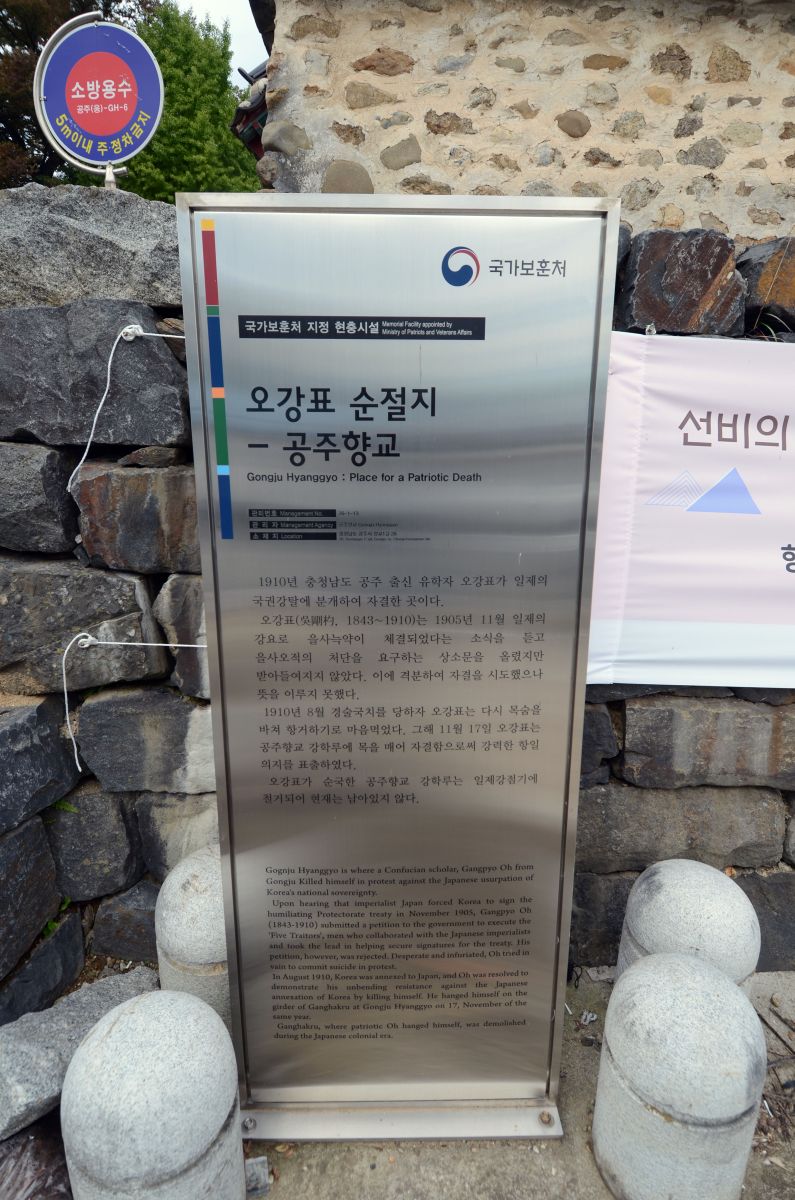 소방용수
공주(옹)-GH-6
5m이내 주정차금지
국가보훈처
국가보훈처 지정 현충시설 Memorial Facility appointed by
Ministry of Patriots and Veterans Affairs
오강표 순절지
- 공주향교
Gongju Hyanggyo : Place for a Patriotic Death
관리번호 Management No.
관 리 자 Management Agency
소 재 지 Location
선비의
1910년 충청남도 공주 출신 유학자 오강표가 일제의
국권강탈에 분개하여 자결한 곳이다.
오강표(吳剛杓, 1843~1910)는 1905년 11월 일제의
강요로 을사늑약이 체결되었다는 소식을 듣고
을사오적의 처단을 요구하는 상소문을 올렸지만
받아들여지지 않았다. 이에 격분하여 자결을 시도했으나
뜻을 이루지 못했다.
1910년 8월 경술국치를 당하자 오강표는 다시 목숨을
바쳐 항거하기로 마음먹었다. 그해 11월 17일 오강표는
공주향교 강학루에 목을 매어 자결함으로써 강력한 항일
의지를 표출하였다.
오강표가 순국한 공주향교 강학루는 일제강점기에
철거되어 현재는 남아있지 않다.
Gognju Hyanggyo is where a Confucian scholar, Gangpyo Oh from
Gongju Killed himself in protest against the Japanese usurpation of
Korea's national sovereignty.
Upon hearing that imperialist Japan forced Korea to sign the
humiliating Protectorate treaty in November 1905, Gangpyo Oh
(1843-1910) submitted a petition to the government to execute the
'Five Traitors', men who collaborated with the Japanese imperialists
and took the lead in helping secure signatures for the treaty. His
petition, however, was rejected. Desperate and infuriated, Oh tried in
vain to commit suicide in protest.
In August 1910, Korea was annexed to Japan, and Oh was resolved to
demonstrate his unbending resistance against the Japanese
annexation of Korea by killing himself. He hanged himself on the
girder of Ganghakru at Gongju Hyanggyo on 17, November of the
same year.
Ganghakru, where patriotic Oh hanged himself, was demolished
during the Japanese colonial era.